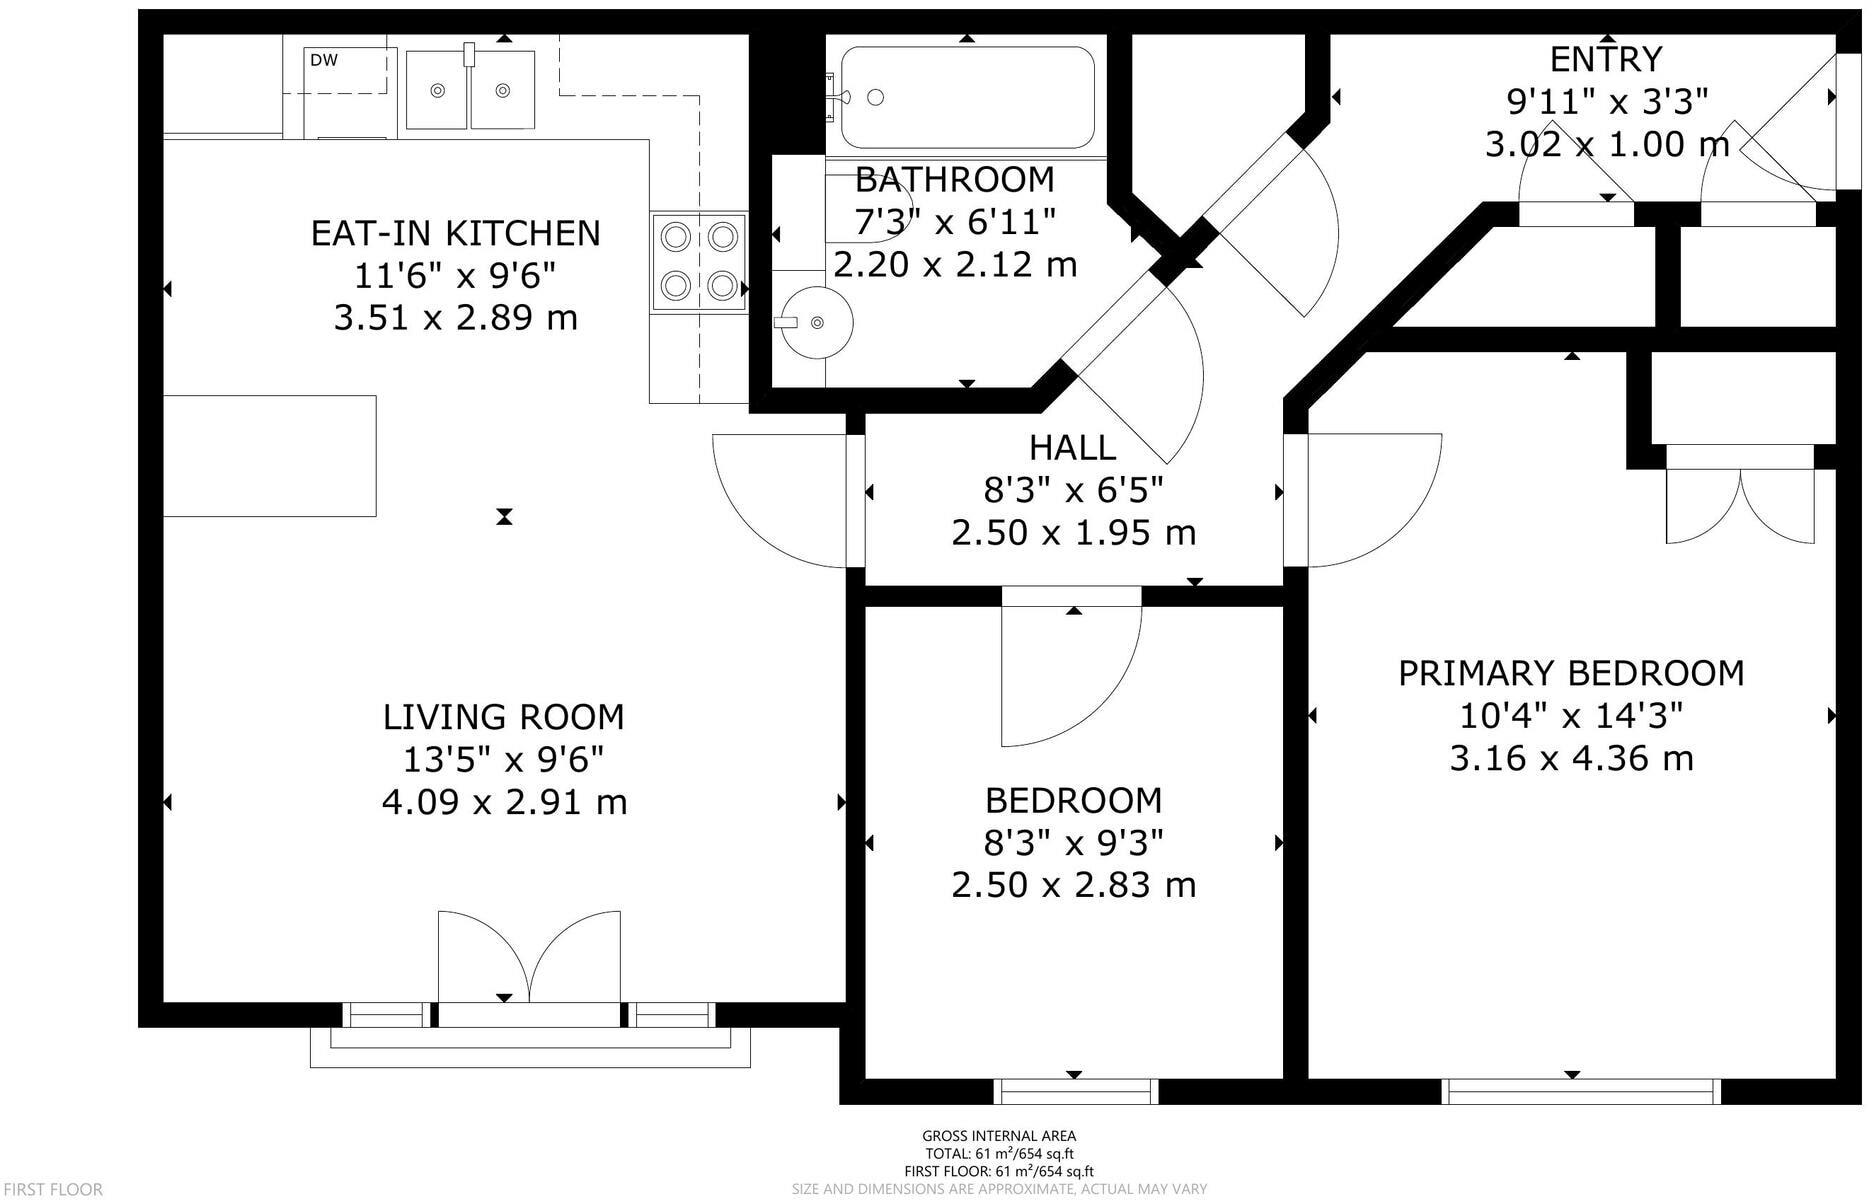 DW
EAT-IN KITCHEN
11'6" x 9'6"
3.51 x 2.89 m
BATHROOM
7'3" x 6'11"
2.20 x 2.12 m
ENTRY
9'11" x 3'3"
3.02 x 1.00 m
HALL
8'3" x 6'5"
2.50 x 1.95 m
LIVING ROOM
13'5" x 9'6"
4.09 x 2.91 m
BEDROOM
8'3" x 9'3"
2.50 x 2.83 m
PRIMARY BEDROOM
10'4" x 14'3"
3.16 x 4.36 m
GROSS INTERNAL AREA
TOTAL: 61 m²/654 sq.ft
FIRST FLOOR: 61 m²/654 sq.ft
SIZE AND DIMENSIONS ARE APPROXIMATE, ACTUAL MAY VARY
FIRST FLOOR